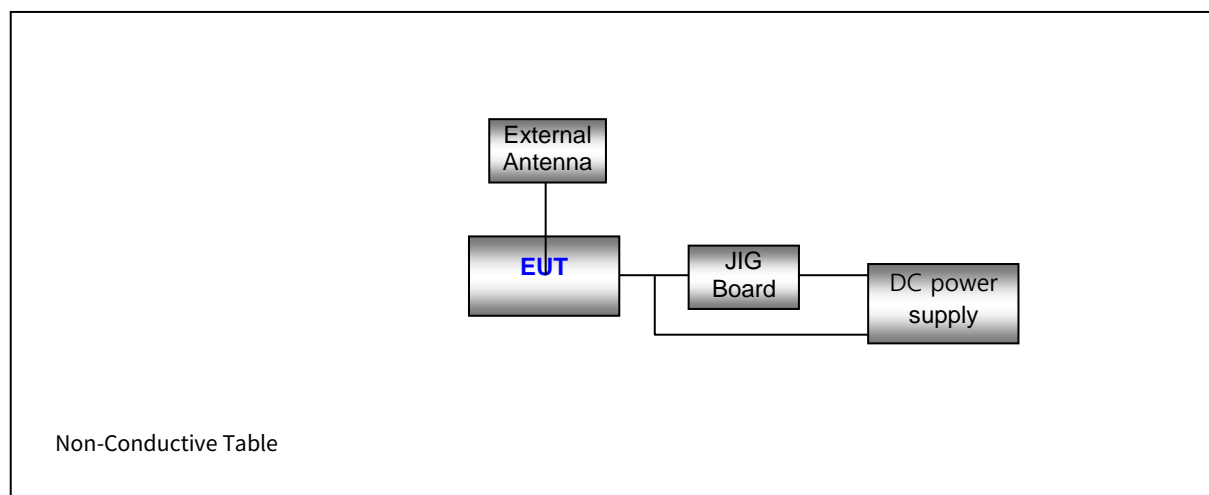 External
Antenna
EUT
JIG
Board
DC power
supply
Non-Conductive Table